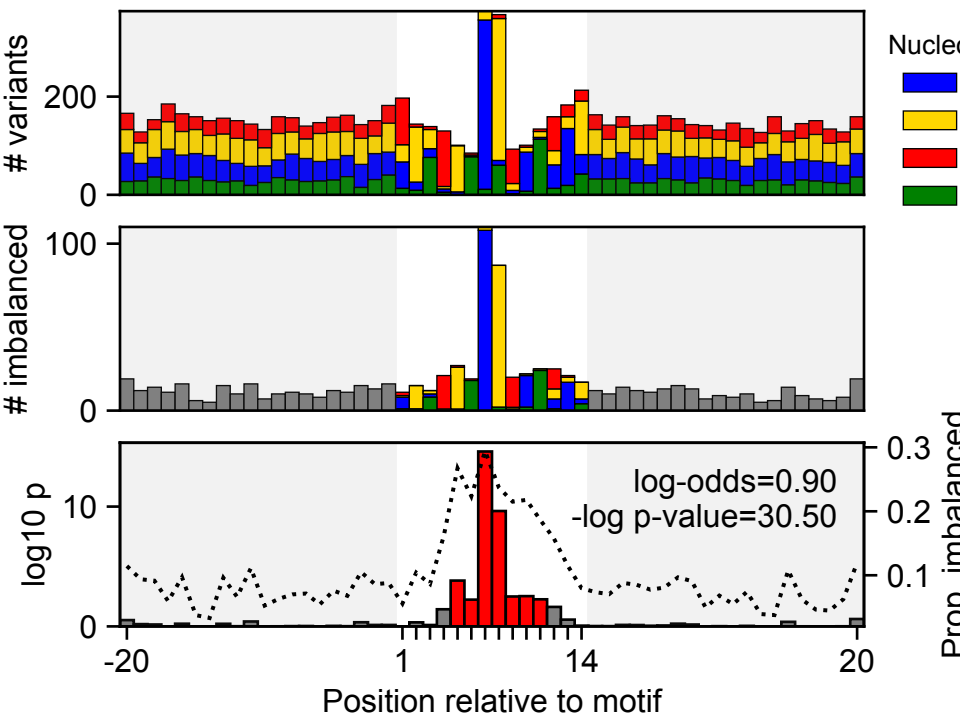 # variants
200
0
Nucleo
# imbalanced
100
0
log10 p
10
0
log-odds=0.90
-log p-value=30.50
0.3
0.2
0.1
Prop. imbalanced
-20
1
14
20
Position relative to motif